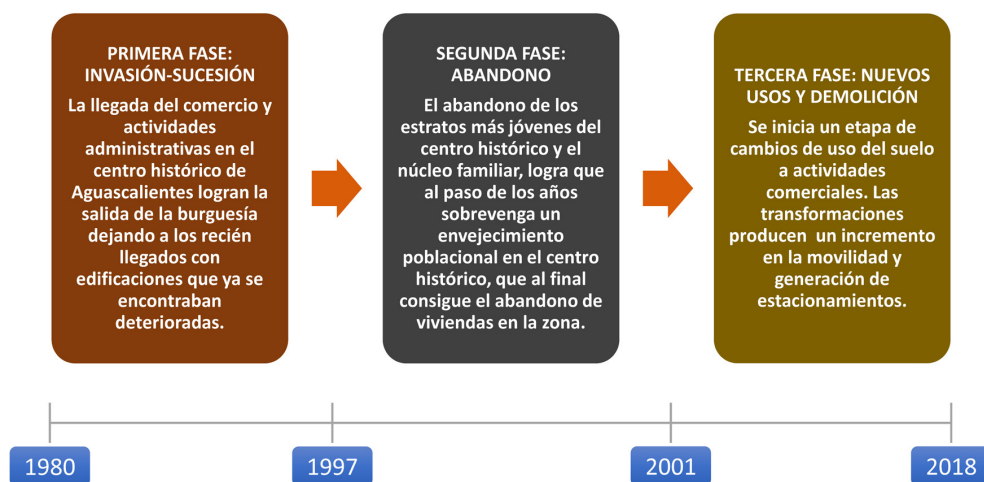 PRIMERA FASE:
INVASIÓN-SUCESIÓN
La llegada del comercio y
actividades
administrativas en el
centro histórico de
Aguascalientes logran la
salida de la burguesía
dejando a los recién
llegados con
edificaciones que ya se
encontraban
deterioradas.
SEGUNDA FASE:
ABANDONO
El abandono de los
estratos más jóvenes del
centro histórico y el
núcleo familiar, logra que
al paso de los años
sobrevenga un
envejecimiento
poblacional en el centro
histórico, que al final
consigue el abandono de
viviendas en la zona.
TERCERA FASE: NUEVOS
USOS Y DEMOLICIÓN
Se inicia un etapa de
cambios de uso del suelo
a actividades
comerciales. Las
transformaciones
producen un incremento
en la movilidad y
generación de
estacionamientos.
1980
1997
2001
2018